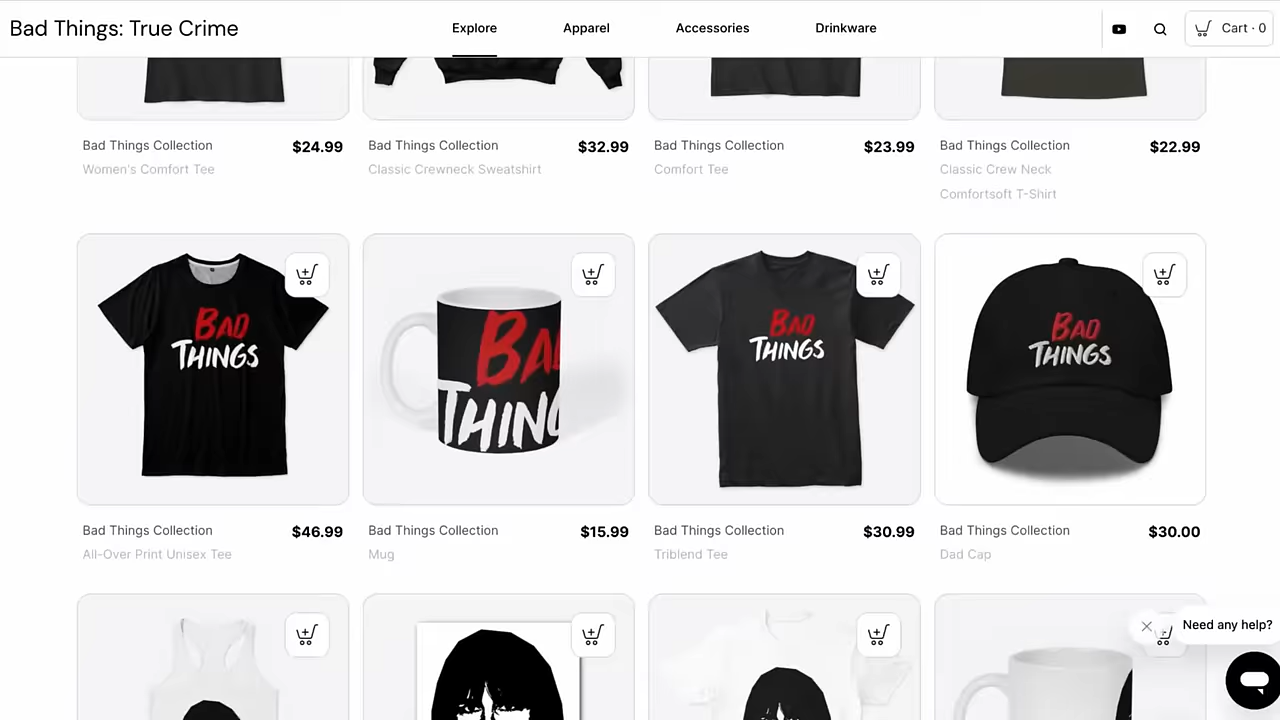 Bad Things: True Crime
Explore
Apparel
Accessories
Drinkware
Cart · 0
Bad Things Collection
$24.99
Women's Comfort Tee
Bad Things Collection
$32.99
Classic Crewneck Sweatshirt
Bad Things Collection
$23.99
Comfort Tee
Bad Things Collection
$22.99
Classic Crew Neck
Comfortsoft T-Shirt
BAD
THINGS
BA
THING
BAD
THINGS
BAD
THINGS
Bad Things Collection
$46.99
All-Over Print Unisex Tee
Bad Things Collection
$15.99
Mug
Bad Things Collection
$30.99
Triblend Tee
Bad Things Collection
$30.00
Dad Cap
Need any help?